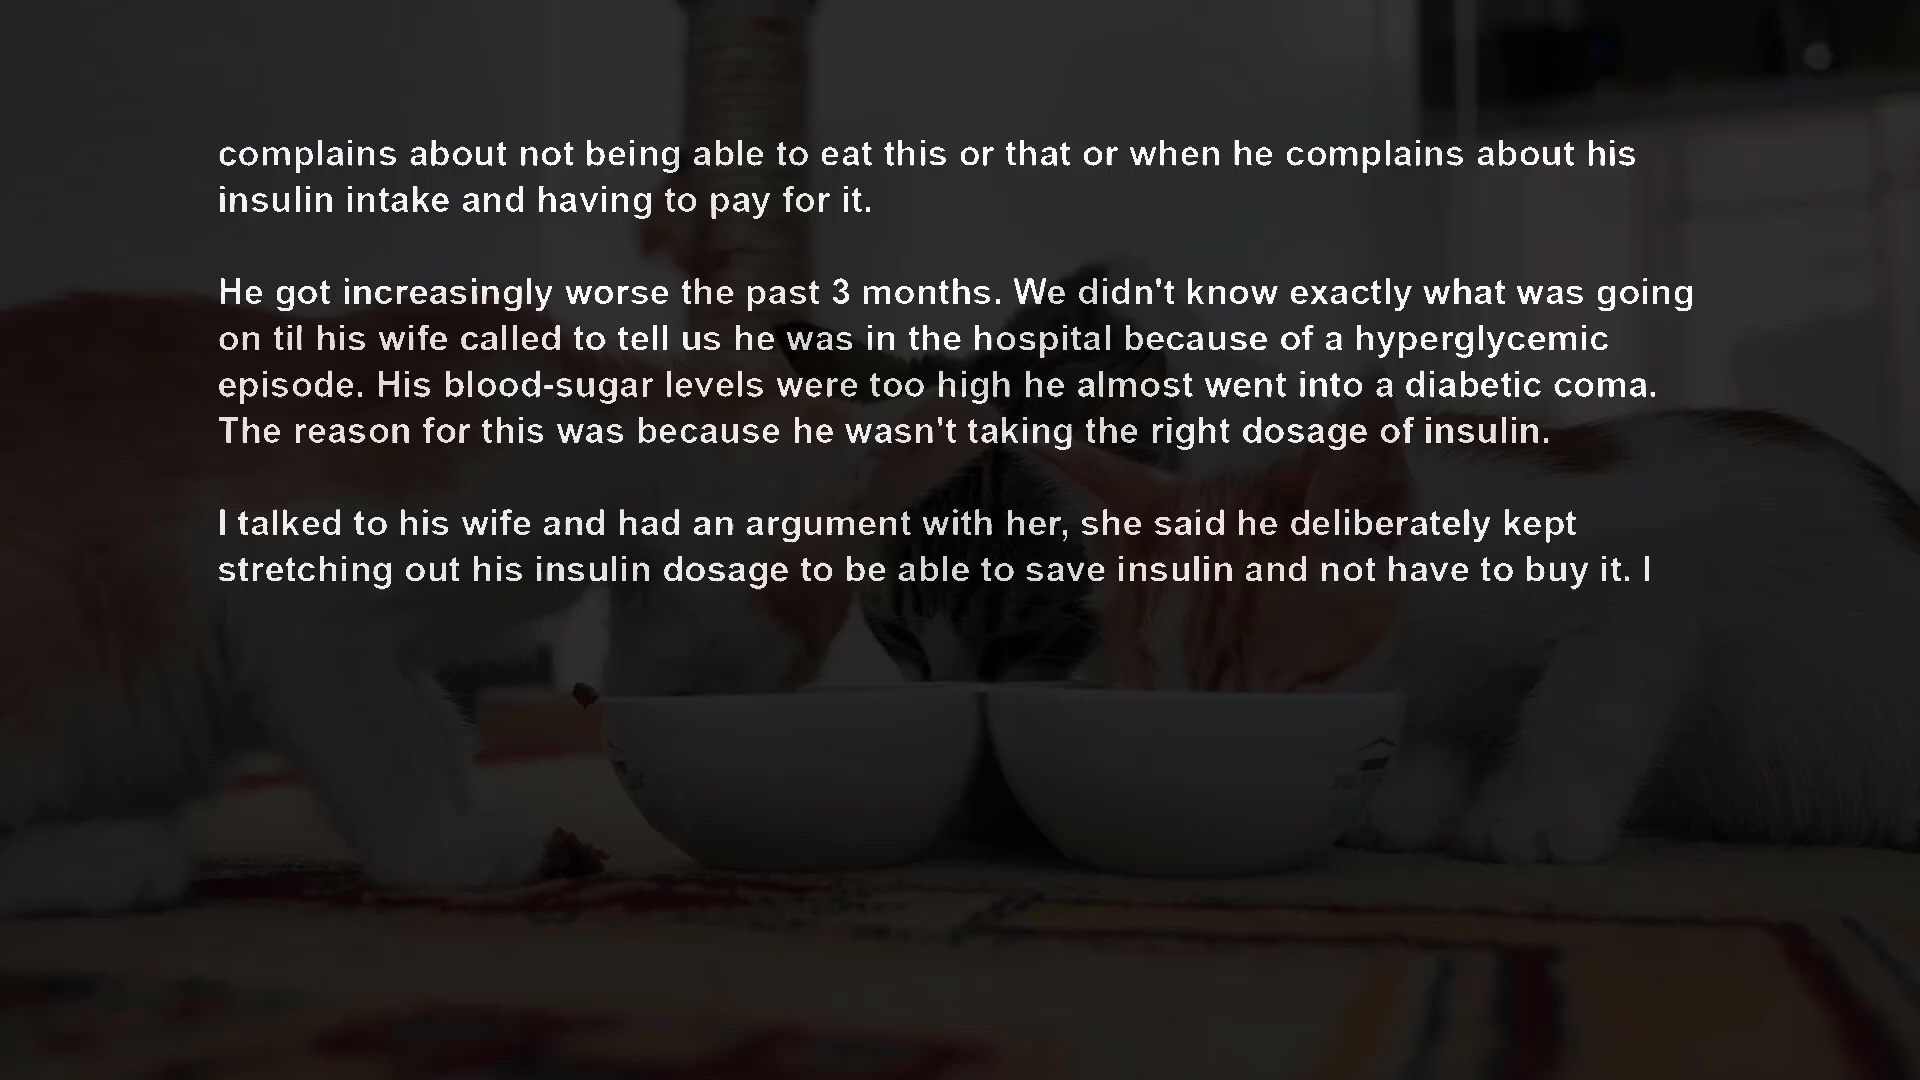 complains about not being able to eat this or that or when he complains about his
insulin intake and having to pay for it.
He got increasingly worse the past 3 months. We didn't know exactly what was going
on til his wife called to tell us he was in the hospital because of a hyperglycemic
episode. His blood-sugar levels were too high he almost went into a diabetic coma.
The reason for this was because he wasn't taking the right dosage of insulin.
I talked to his wife and had an argument with her, she said he deliberately kept
stretching out his insulin dosage to be able to save insulin and not have to buy it. I